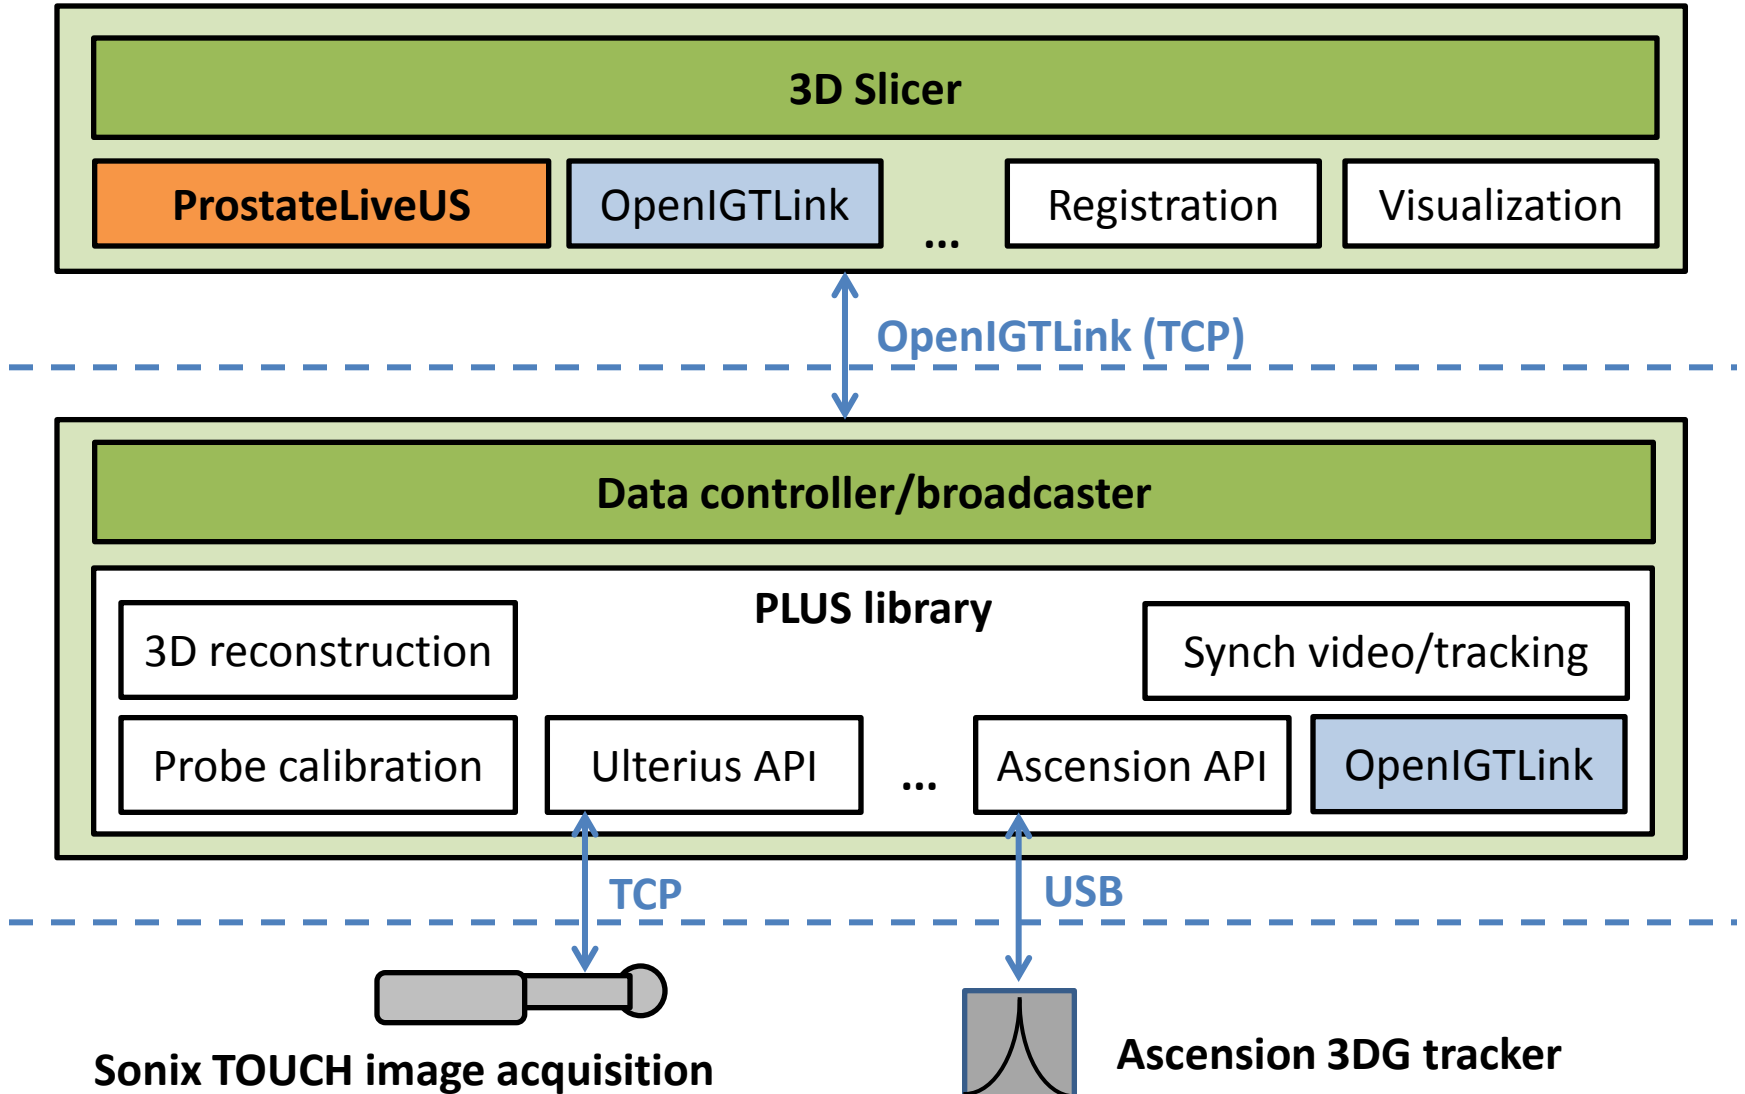 3D Slicer
ProstateLiveUS
OpenIGTLink
...
Registration
Visualization
OpenIGTLink (TCP)
Data controller/broadcaster
PLUS library
3D reconstruction
Synch video/tracking
Probe calibration
Ulterius API
...
Ascension API
OpenIGTLink
TCP
USB
Sonix TOUCH image acquisition
Ascension 3DG tracker